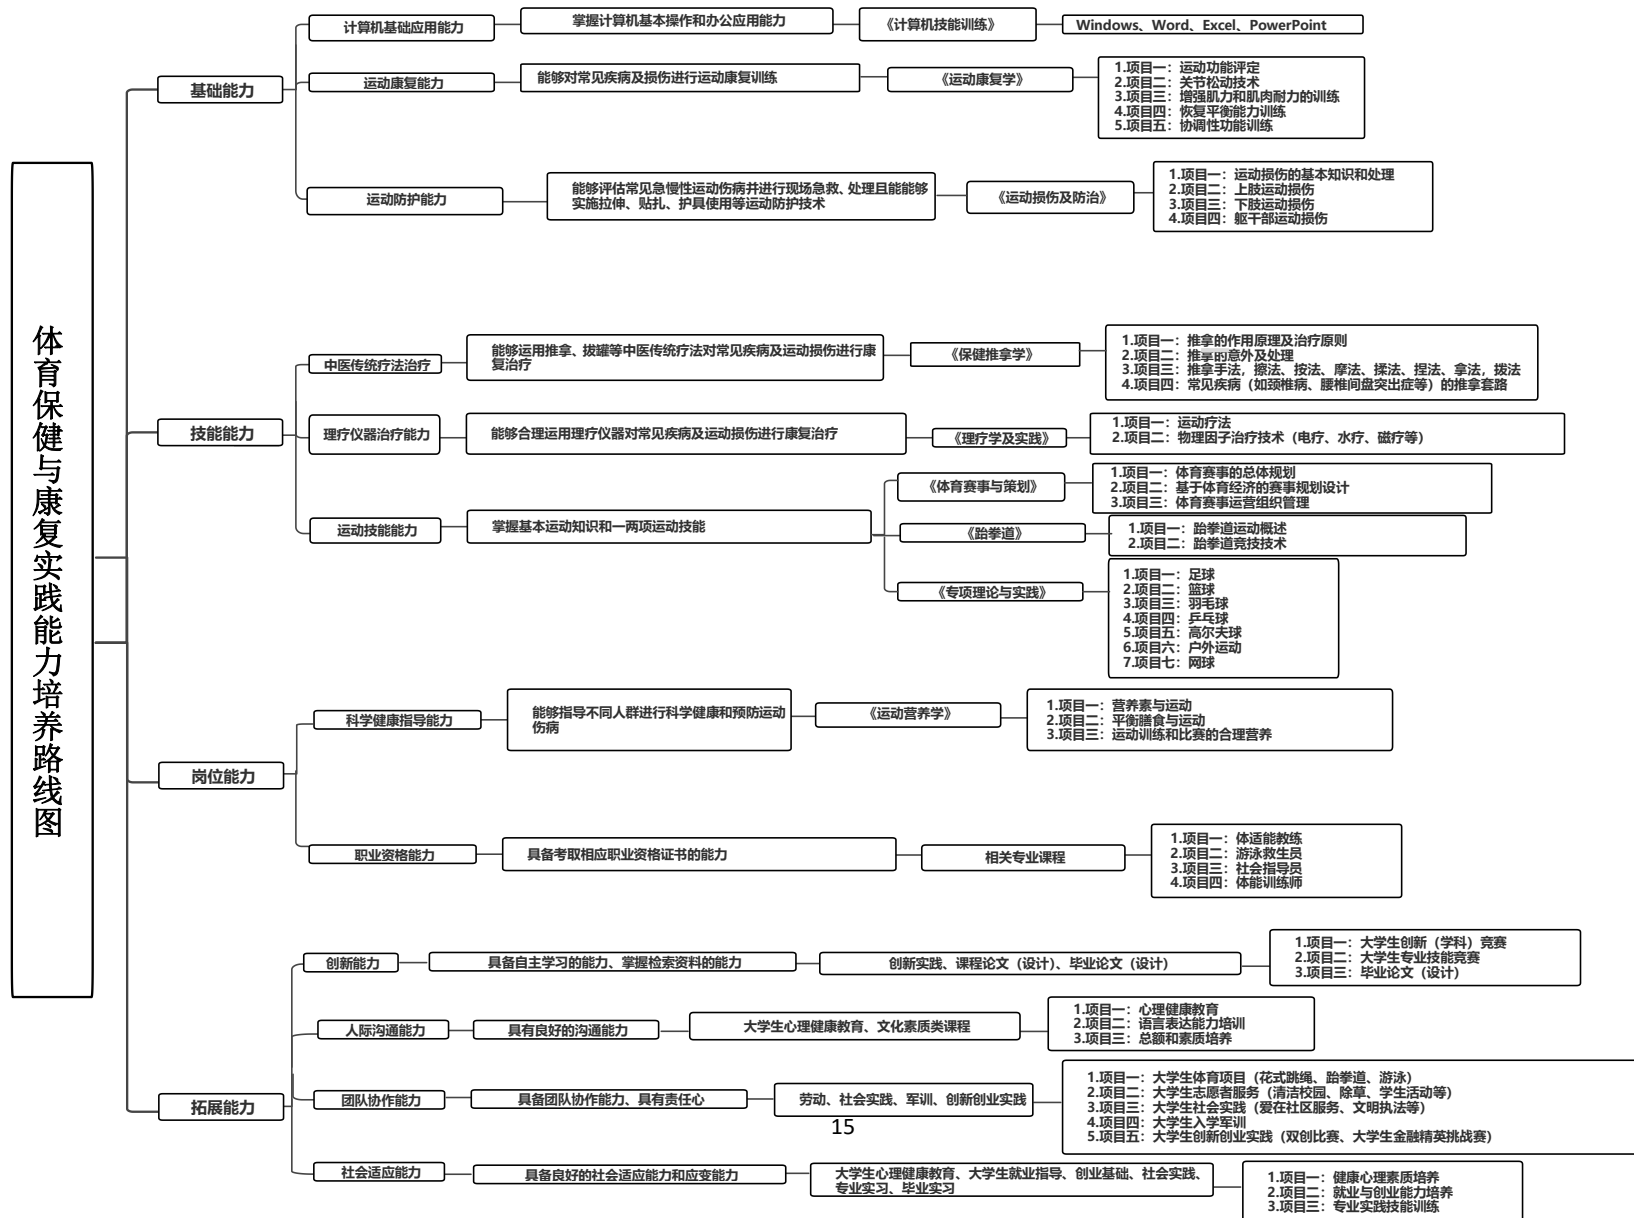 体育保健与康复实践能力培养路线图
基础能力
计算机基础应用能力
掌握计算机基本操作和办公应用能力
《计算机技能训练》
Windows、Word、Excel、PowerPoint
运动康复能力
能够对常见疾病及损伤进行运动康复训练
《运动康复学》
1.项目一：运动功能评定
2.项目二：关节松动技术
3.项目三：增强肌力和肌肉耐力的训练
4.项目四：恢复平衡能力训练
5.项目五：协调性功能训练
运动防护能力
能够评估常见急慢性运动伤病并进行现场急救、处理且能能够
实施拉伸、贴扎、护具使用等运动防护技术
《运动损伤及防治》
1.项目一：运动损伤的基本知识和处理
2.项目二：上肢运动损伤
3.项目三：下肢运动损伤
4.项目四：躯干部运动损伤
技能能力
中医传统疗法治疗
能够运用推拿、拔罐等中医传统疗法对常见疾病及运动损伤进行康
复治疗
《保健推拿学》
1.项目一：推拿的作用原理及治疗原则
2.项目二：推拿的意外及处理
3.项目三：推拿手法，擦法、按法、摩法、揉法、捏法、拿法，拨法
4.项目四：常见疾病（如颈椎病、腰椎间盘突出症等）的推拿套路
理疗仪器治疗能力
能够合理运用理疗仪器对常见疾病及运动损伤进行康复治疗
《理疗学及实践》
1.项目一：运动疗法
2.项目二：物理因子治疗技术（电疗、水疗、磁疗等）
运动技能能力
掌握基本运动知识和一两项运动技能
《体育赛事与策划》
1.项目一：体育赛事的总体规划
2.项目二：基于体育经济的赛事规划设计
3.项目三：体育赛事运营组织管理
《跆拳道》
1.项目一：跆拳道运动概述
2.项目二：跆拳道竞技技术
《专项理论与实践》
1.项目一：足球
2.项目二：篮球
3.项目三：羽毛球
4.项目四：乒乓球
5.项目五：高尔夫球
6.项目六：户外运动
7.项目七：网球
岗位能力
科学健康指导能力
能够指导不同人群进行科学健康和预防运动
伤病
《运动营养学》
1.项目一：营养素与运动
2.项目二：平衡膳食与运动
3.项目三：运动训练和比赛的合理营养
职业资格能力
具备考取相应职业资格证书的能力
相关专业课程
1.项目一：体适能教练
2.项目二：游泳救生员
3.项目三：社会指导员
4.项目四：体能训练师
拓展能力
创新能力
具备自主学习的能力、掌握检索资料的能力
创新实践、课程论文（设计）、毕业论文（设计）
1.项目一：大学生创新（学科）竞赛
2.项目二：大学生专业技能竞赛
3.项目三：毕业论文（设计）
人际沟通能力
具有良好的沟通能力
大学生心理健康教育、文化素质类课程
1.项目一：心理健康教育
2.项目二：语言表达能力培训
3.项目三：总额和素质培养
团队协作能力
具备团队协作能力、具有责任心
劳动、社会实践、军训、创新创业实践
1.项目一：大学生体育项目（花式跳绳、跆拳道、游泳）
2.项目二：大学生志愿者服务（清洁校园、除草、学生活动等）
3.项目三：大学生社会实践（爱在社区服务、文明执法等）
4.项目四：大学生入学军训
5.项目五：大学生创新创业实践（双创比赛、大学生金融精英挑战赛）
15
社会适应能力
具备良好的社会适应能力和应变能力
大学生心理健康教育、大学生就业指导、创业基础、社会实践、
专业实习、毕业实习
1.项目一：健康心理素质培养
2.项目二：就业与创业能力培养
3.项目三：专业实践技能训练